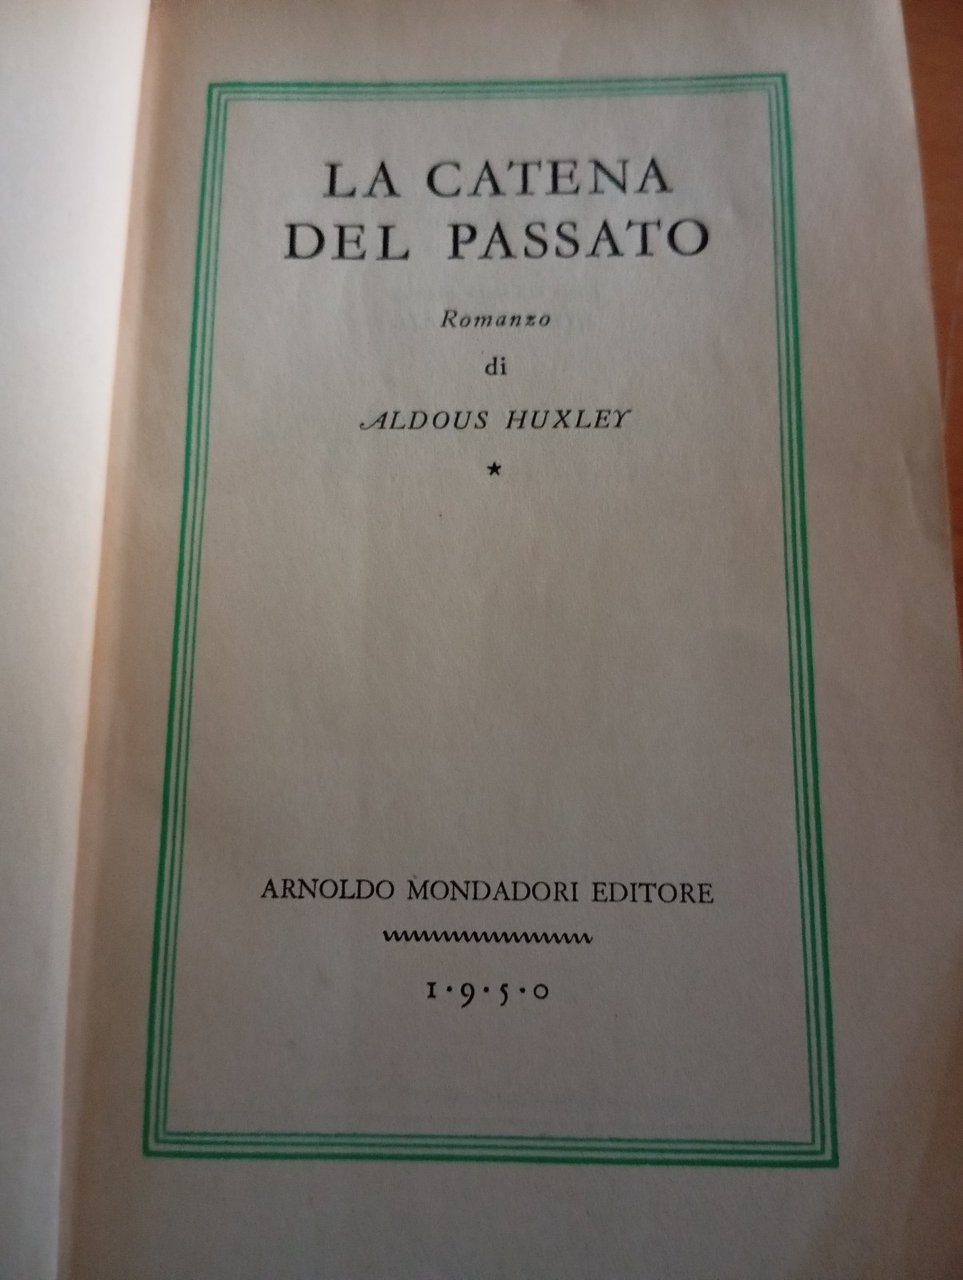 LA CATENA
DEL PASSATO
Romanzo
di
ALDOUS HUXLEY
★
ARNOLDO MONDADORI EDITORE
1·9·5·0